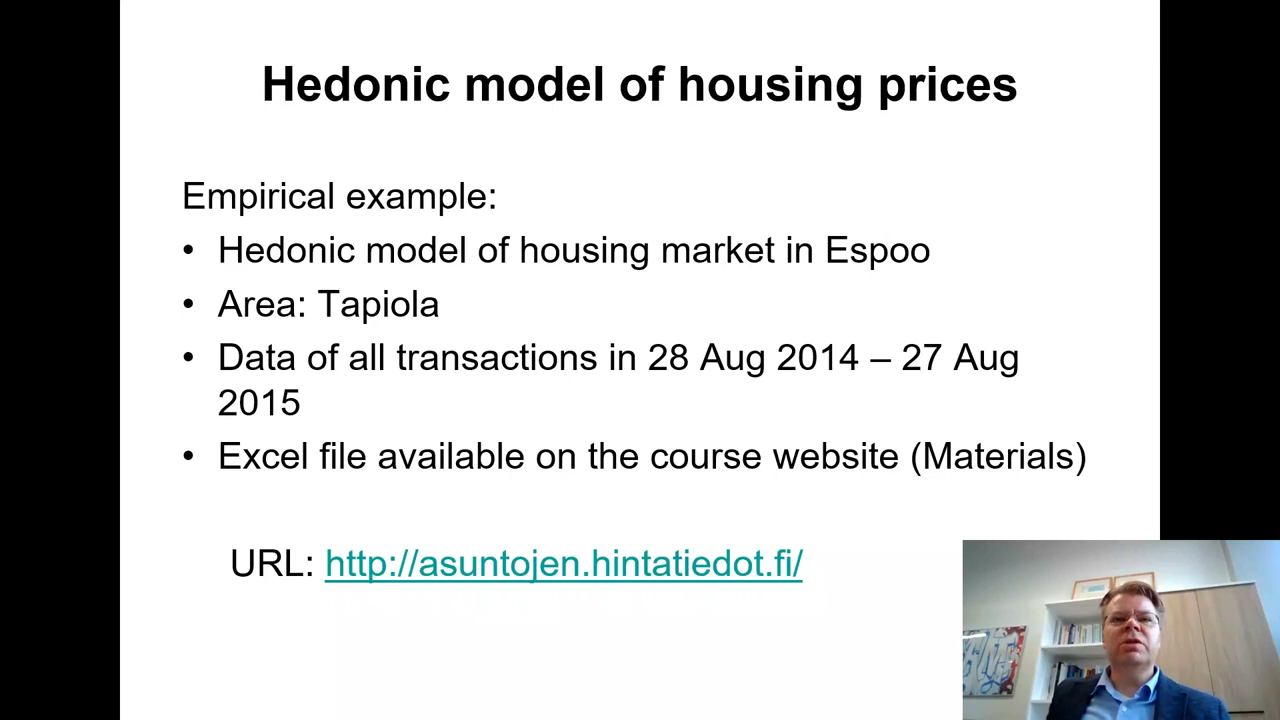 Hedonic model of housing prices
Empirical example:
• Hedonic model of housing market in Espoo
• Area: Tapiola
• Data of all transactions in 28 Aug 2014 – 27 Aug
2015
• Excel file available on the course website (Materials)
URL: http://asuntojen.hintatiedot.fi/